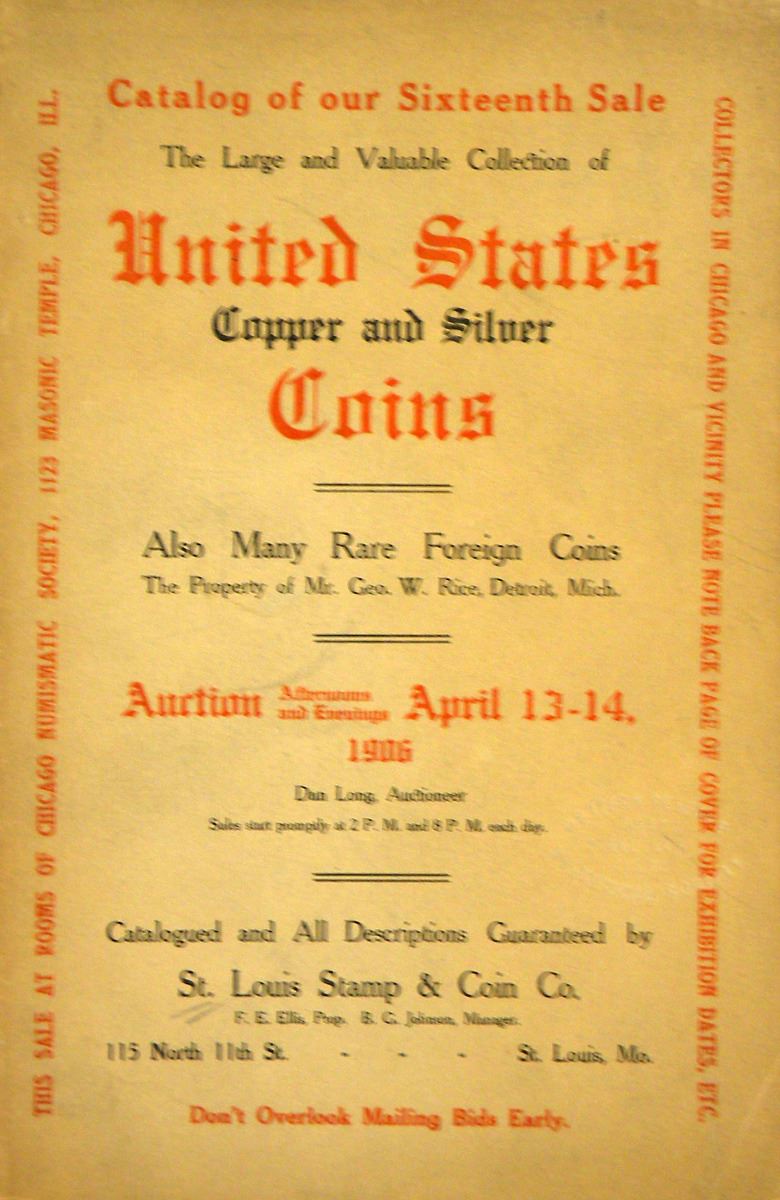 Catalog of our Sixteenth Sale
The Large and Valuable Collection of
United States
Copper and Silver
Coins
Also Many Rare Foreign Coins
The Property of Mr. Geo. W. Rice, Detroit, Mich.
Auction Afternoons and Evenings April 13-14,
1906
Dan Long, Auctioneer
Sales start promptly at 2 P. M. and 8 P. M. each day.
Catalogued and All Descriptions Guaranteed by
St. Louis Stamp & Coin Co.
F. E. Ellis, Prop. B. G. Johnson, Manager.
115 North 11th St. - - - St. Louis, Mo.
Don't Overlook Mailing Bids Early.
THIS SALE AT ROOMS OF CHICAGO NUMISMATIC SOCIETY, 1123 MASONIC TEMPLE, CHICAGO, ILL.
COLLECTORS IN CHICAGO AND VICINITY PLEASE NOTE BACK PAGE OF COVER FOR EXHIBITION DATES, ETC.